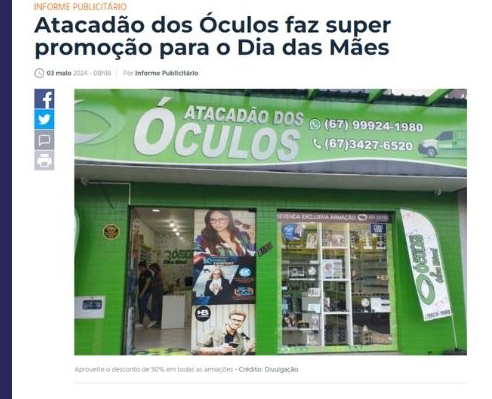 INFORME PUBLICITÁRIO
Atacadão dos Óculos faz super
promoção para o Dia das Mães
03 maio 2024 - 08h18 Por Informe Publicitário
ATACADÃO DOS
ÓCULOS
(67) 99924-1980
(67)3427-6520
REVENDA EXCLUSIVA ARMAÇÃO
ÓCULOS
HB
Aproveite o desconto de 50% em todas as armações - Crédito: Divulgação